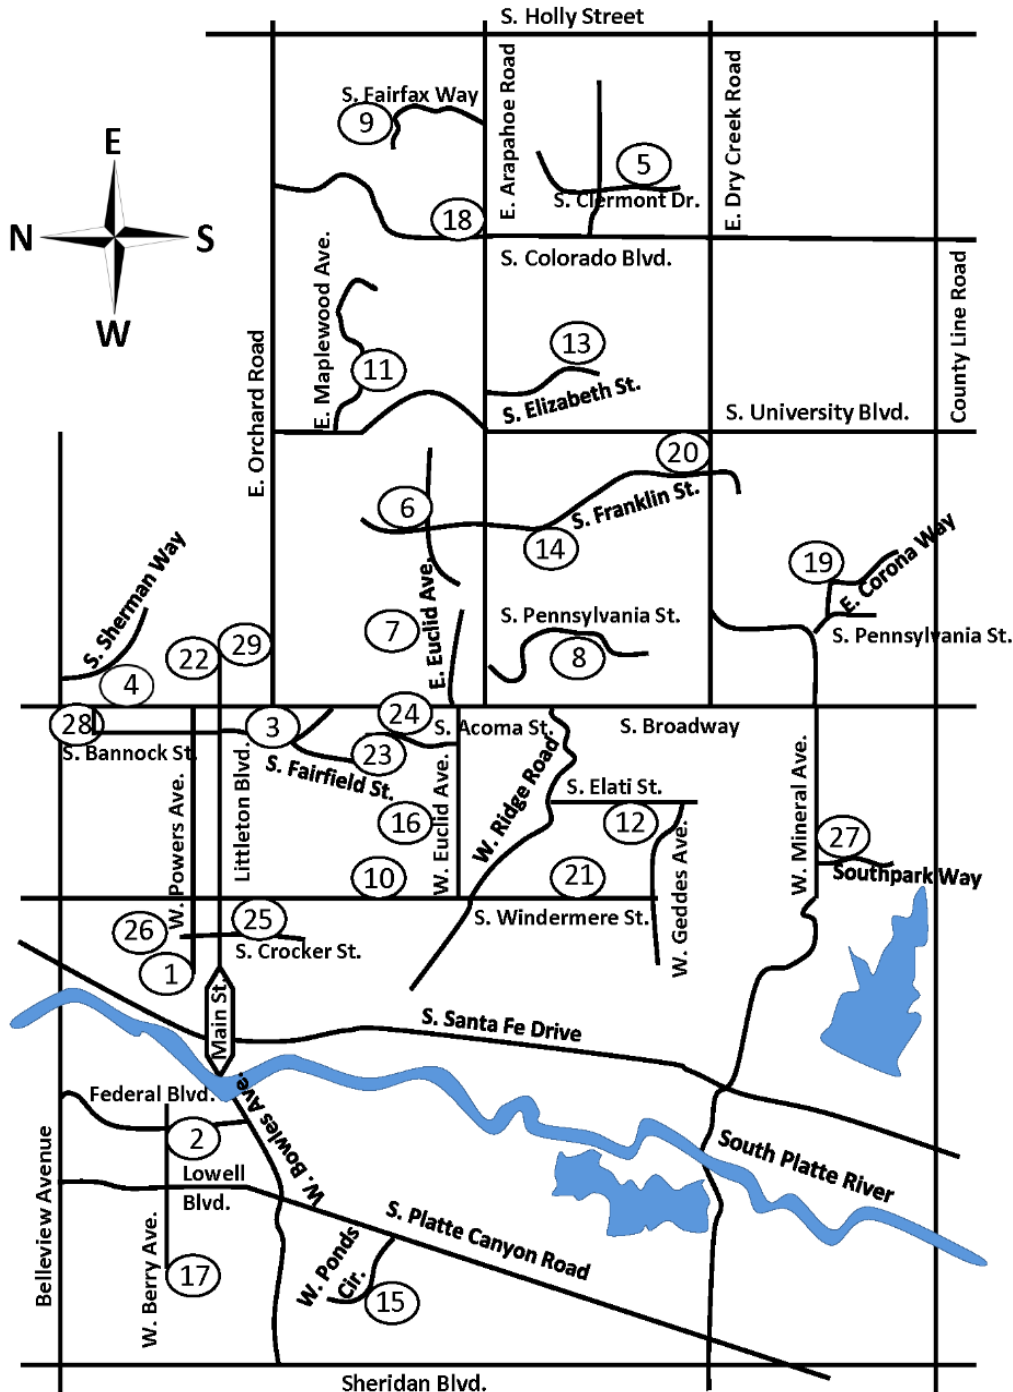 S. Holly Street
S. Fairfax Way
9
E. Arapahoe Road
E. Dry Creek Road
5
S. Clermont Dr.
18
E
N
S
W
S. Colorado Blvd.
E. Maplewood Ave.
E. Orchard Road
County Line Road
13
11
S. Elizabeth St.
S. University Blvd.
20
6
S. Franklin St.
14
19
E. Corona Way
S. Sherman Way
E. Euclid Ave.
7
S. Pennsylvania St.
8
S. Pennsylvania St.
29
22
4
28
3
24
S. Acoma St.
S. Broadway
S. Bannock St.
23
S. Fairfield St.
W. Powers Ave.
Littleton Blvd.
W. Euclid Ave.
W. Ridge Road
S. Elati St.
W. Mineral Ave.
16
12
27
Southpark Way
10
21
W. Geddes Ave.
S. Windermere St.
26
25
S. Crocker St.
1
Main St.
S. Santa Fe Drive
Federal Blvd.
W. Bowles Ave.
2
South Platte River
Lowell
Blvd.
Belleview Avenue
W. Berry Ave.
S. Platte Canyon Road
17
W. Ponds
Cir.
15
Sheridan Blvd.